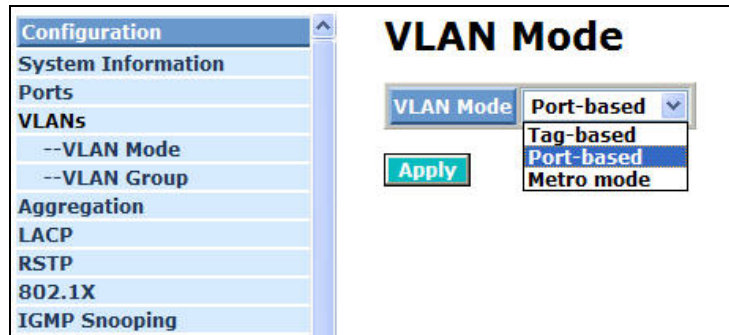 Configuration
System Information
Ports
VLANs
--VLAN Mode
--VLAN Group
Aggregation
LACP
RSTP
802.1X
IGMP Snooping
VLAN Mode
VLAN Mode Port-based
Tag-based
Port-based
Metro mode
Apply